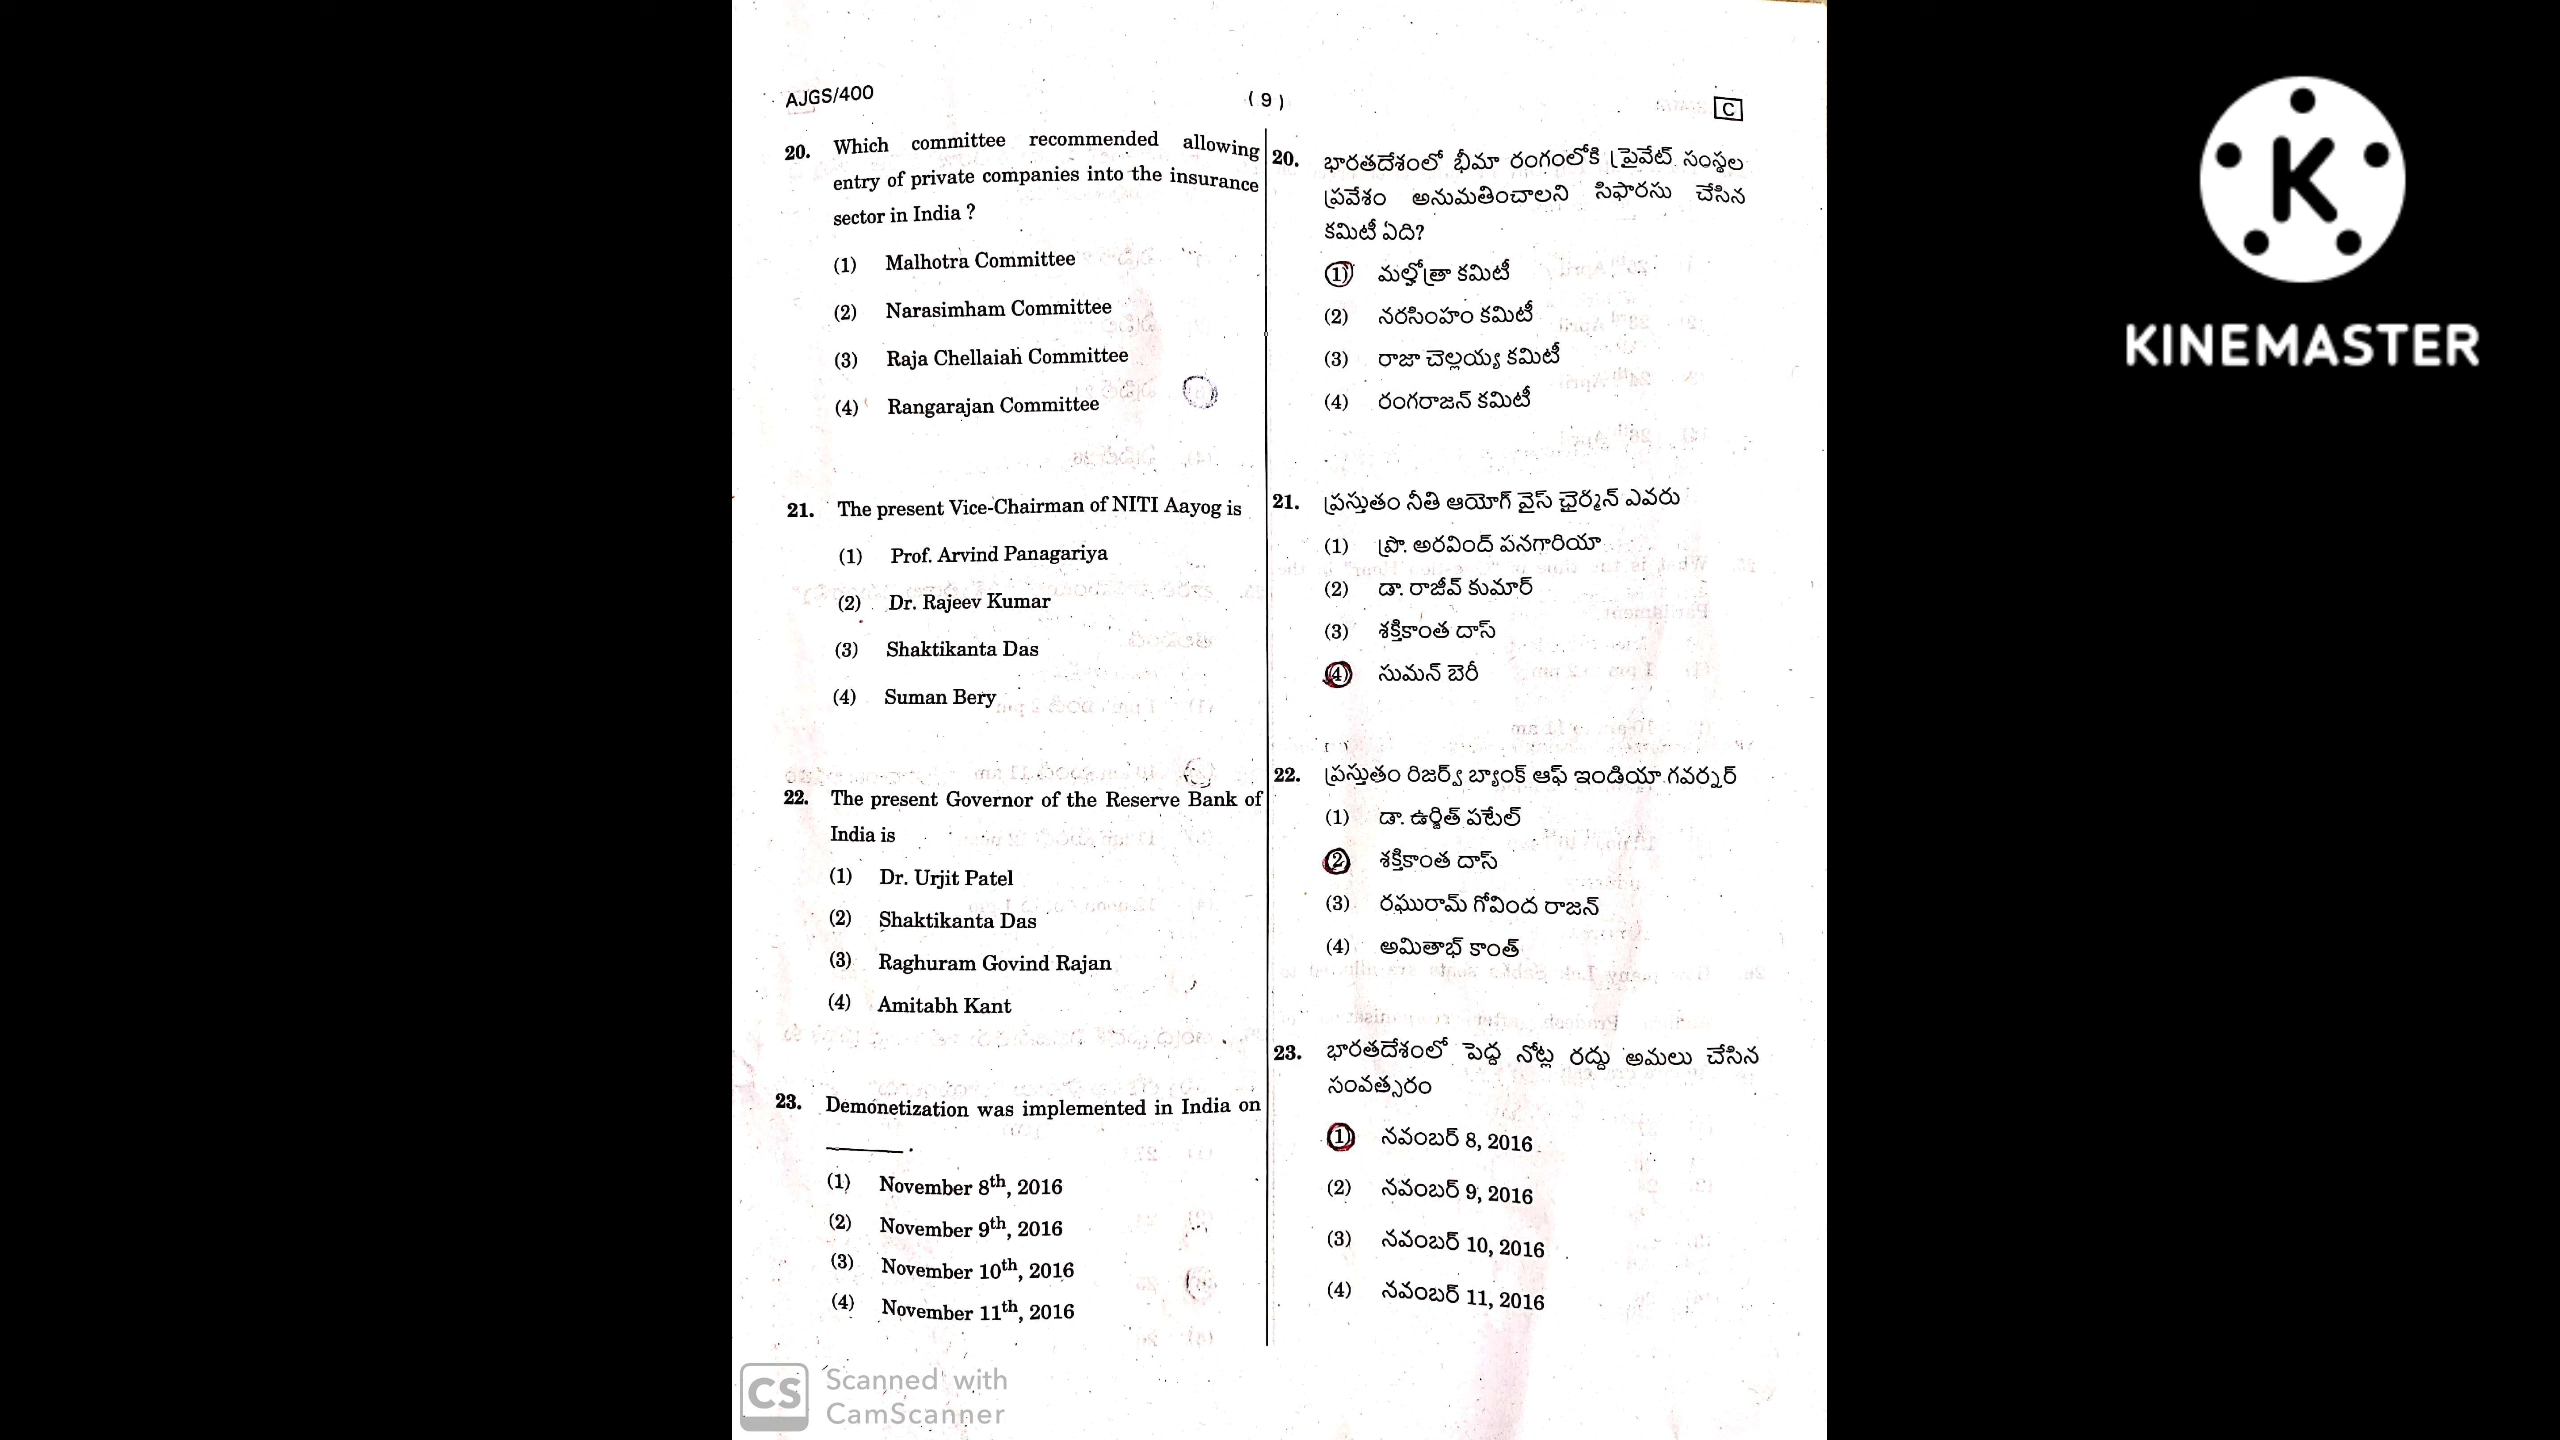 AJGS/400
( 9 )
C
20. Which committee recommended allowing
entry of private companies into the insurance
sector in India ?
(1) Malhotra Committee
(2) Narasimham Committee
(3) Raja Chellaiah Committee
(4) Rangarajan Committee
21. The present Vice-Chairman of NITI Aayog is
(1) Prof. Arvind Panagariya
(2) Dr. Rajeev Kumar
(3) Shaktikanta Das
(4) Suman Bery
22. The present Governor of the Reserve Bank of
India is
(1) Dr. Urjit Patel
(2) Shaktikanta Das
(3) Raghuram Govind Rajan
(4) Amitabh Kant
23. Demonetization was implemented in India on
______ .
(1) November 8th, 2016
(2) November 9th, 2016
(3) November 10th, 2016
(4) November 11th, 2016
20. భారతదేశంలో భీమా రంగంలోకి ప్రైవేట్ సంస్థల
ప్రవేశం అనుమతించాలని సిఫారసు చేసిన
కమిటీ ఏది?
(1) మల్హోత్రా కమిటీ
(2) నరసింహం కమిటీ
(3) రాజా చెల్లయ్య కమిటీ
(4) రంగరాజన్ కమిటీ
21. ప్రస్తుతం నీతి ఆయోగ్ వైస్ ఛైర్మన్ ఎవరు
(1) ప్రొ. అరవింద్ పనగారియా
(2) డా. రాజీవ్ కుమార్
(3) శక్తికాంత దాస్
(4) సుమన్ బెరీ
22. ప్రస్తుతం రిజర్వ్ బ్యాంక్ ఆఫ్ ఇండియా గవర్నర్
(1) డా. ఉర్జిత్ పటేల్
(2) శక్తికాంత దాస్
(3) రఘురామ్ గోవింద రాజన్
(4) అమితాభ్ కాంత్
23. భారతదేశంలో పెద్ద నోట్ల రద్దు అమలు చేసిన
సంవత్సరం
(1) నవంబర్ 8, 2016
(2) నవంబర్ 9, 2016
(3) నవంబర్ 10, 2016
(4) నవంబర్ 11, 2016
CS Scanned with
CamScanner
K
KINEMASTER